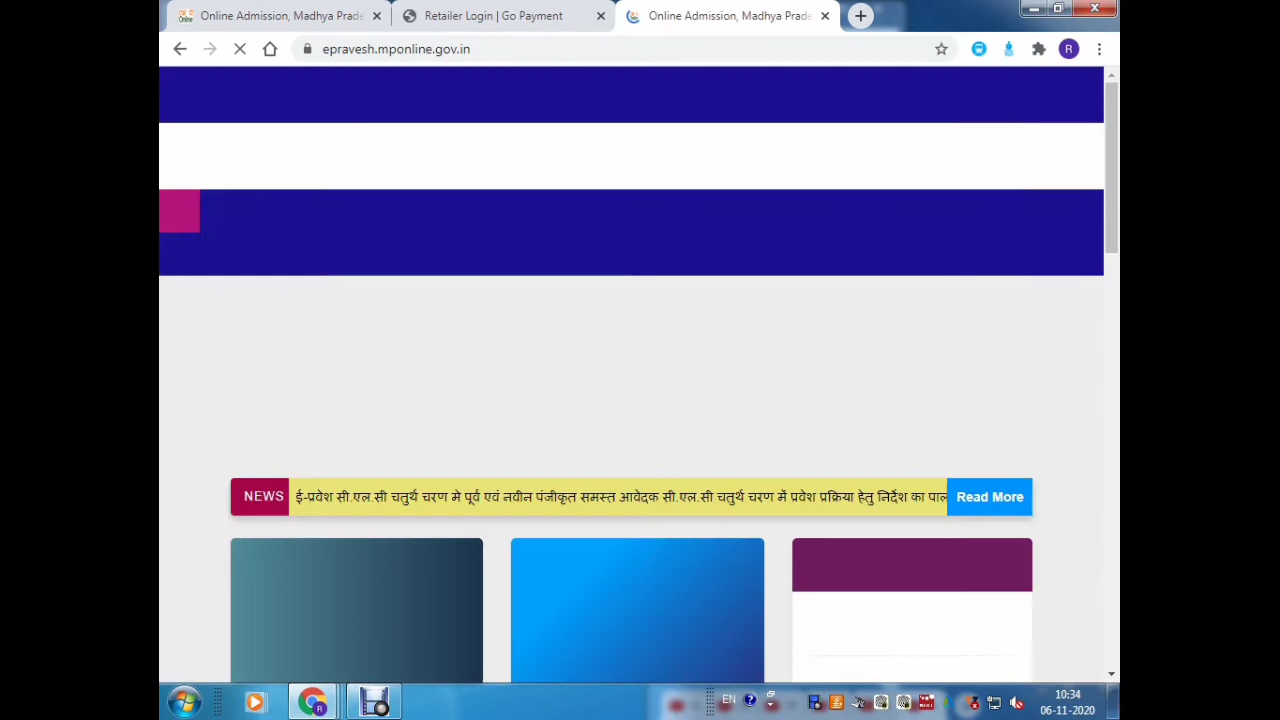 Online Admission, Madhya Prade
Retailer Login | Go Payment
Online Admission, Madhya Prade
epravesh.mponline.gov.in
R
NEWS
ई-प्रवेश सी.एल.सी चतुर्थ चरण मे पूर्व एवं नवीन पंजीकृत समस्त आवेदक सी.एल.सी चतुर्थ चरण में प्रवेश प्रक्रिया हेतु निर्देश का पाल
Read More
EN
10:34
06-11-2020